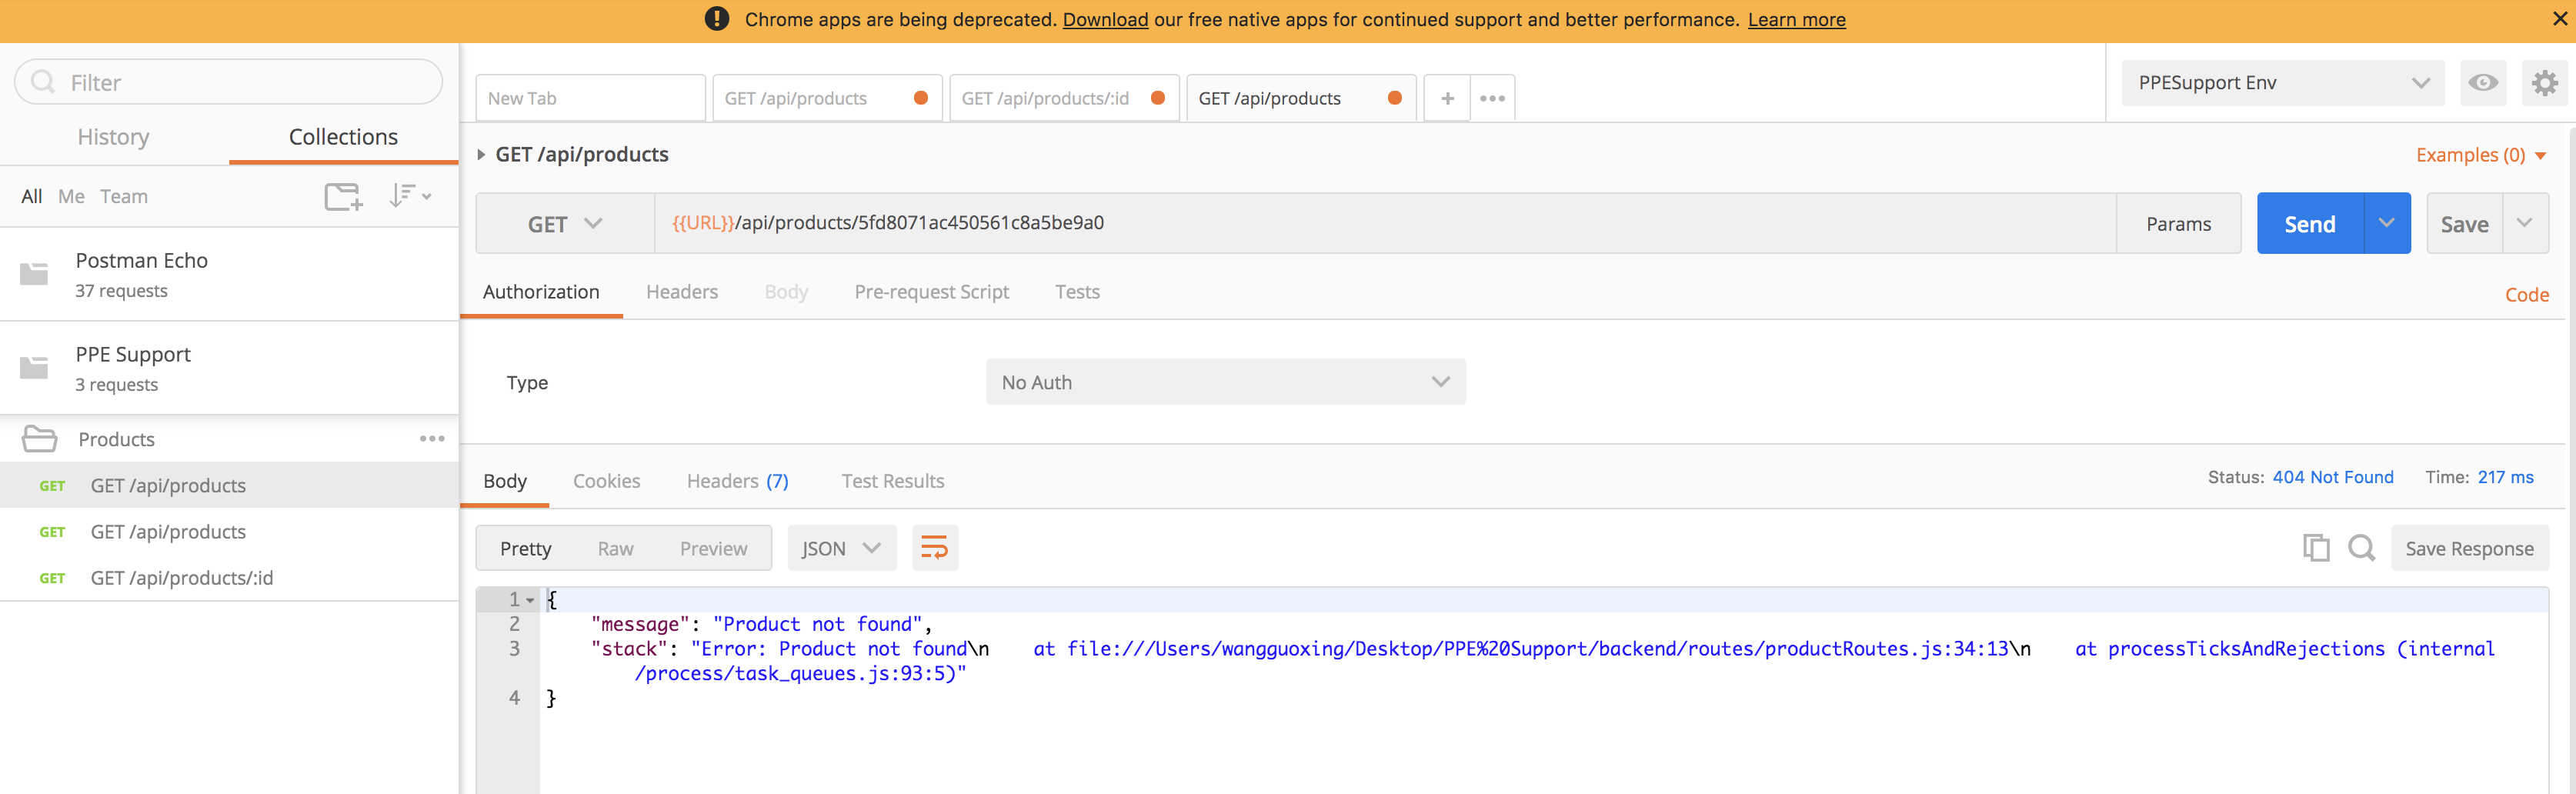 Chrome apps are being deprecated. Download our free native apps for continued support and better performance. Learn more
Filter
History Collections
All Me Team
Postman Echo
37 requests
PPE Support
3 requests
Products
GET GET /api/products
GET GET /api/products
GET GET /api/products/:id
New Tab GET /api/products GET /api/products/:id GET /api/products
PPESupport Env
GET /api/products
Examples (0)
GET {{URL}}/api/products/5fd8071ac450561c8a5be9a0 Params Send Save
Authorization Headers Body Pre-request Script Tests Code
Type No Auth
Body Cookies Headers (7) Test Results Status: 404 Not Found Time: 217 ms
Pretty Raw Preview JSON Save Response
1 {
2 "message": "Product not found",
3 "stack": "Error: Product not found\n at file:///Users/wangguoxing/Desktop/PPE%20Support/backend/routes/productRoutes.js:34:13\n at processTicksAndRejections (internal
/process/task_queues.js:93:5)"
4 }